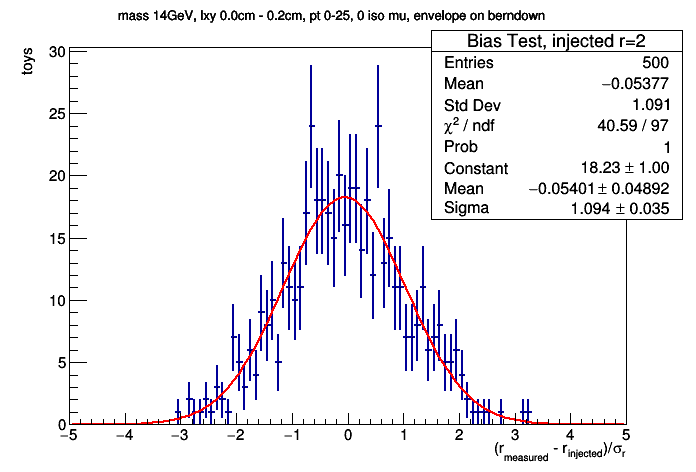 mass 14GeV, lxy 0.0cm - 0.2cm, pt 0-25, 0 iso mu, envelope on berndown
Bias Test, injected r=2
Entries 500
Mean −0.05377
Std Dev 1.091
χ² / ndf 40.59 / 97
Prob 1
Constant 18.23 ± 1.00
Mean −0.05401 ± 0.04892
Sigma 1.094 ± 0.035
toys
30
25
20
15
10
5
0
−5 −4 −3 −2 −1 0 1 2 3 4 5
(r_measured - r_injected)/σ_r